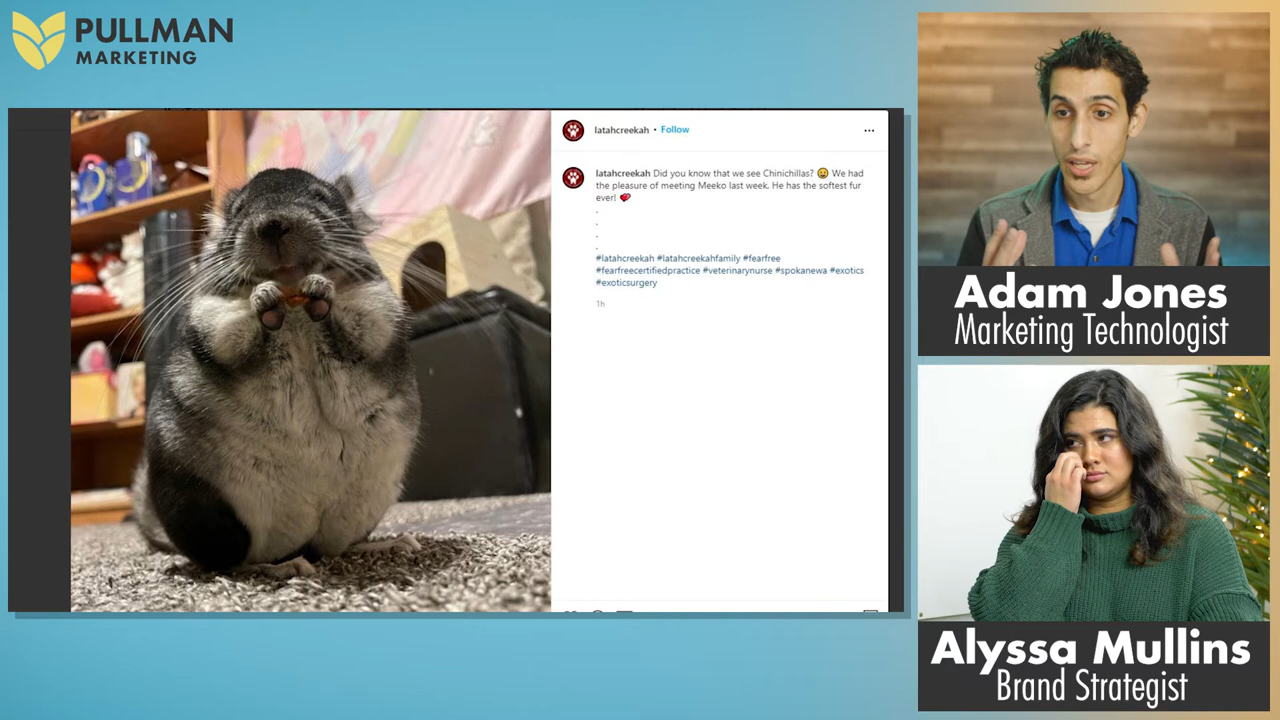 PULLMAN
MARKETING
latahcreekah • Follow
latahcreekah Did you know that we see Chinichillas? 😀 We had
the pleasure of meeting Meeko last week. He has the softest fur
ever! 💕
.
.
.
.
#latahcreekah #latahcreekahfamily #fearfree
#fearfreecertifiedpractice #veterinarynurse #spokanewa #exotics
#exoticsurgery
1h
Adam Jones
Marketing Technologist
Alyssa Mullins
Brand Strategist